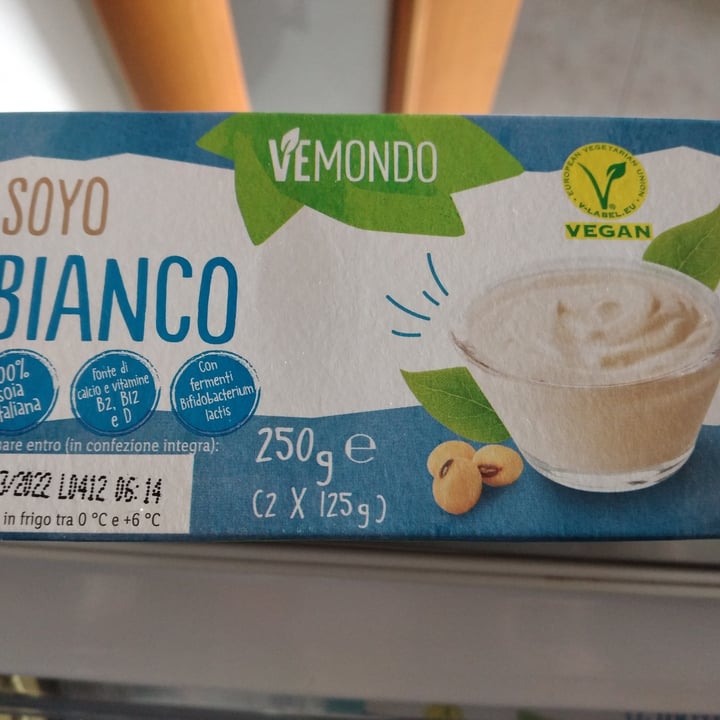 VEMONDO
SOYO
BIANCO
EUROPEAN VEGETARIAN UNION
V-LABEL.EU
VEGAN
00%
soia
italiana
Fonte di
calcio e vitamine
B2, B12
e D
Con
fermenti
Bifidobacterium
lactis
are entro (in confezione integra):
/2022 L0412 06:14
in frigo tra 0 °C e +6 °C
250g e
(2 X 125g)